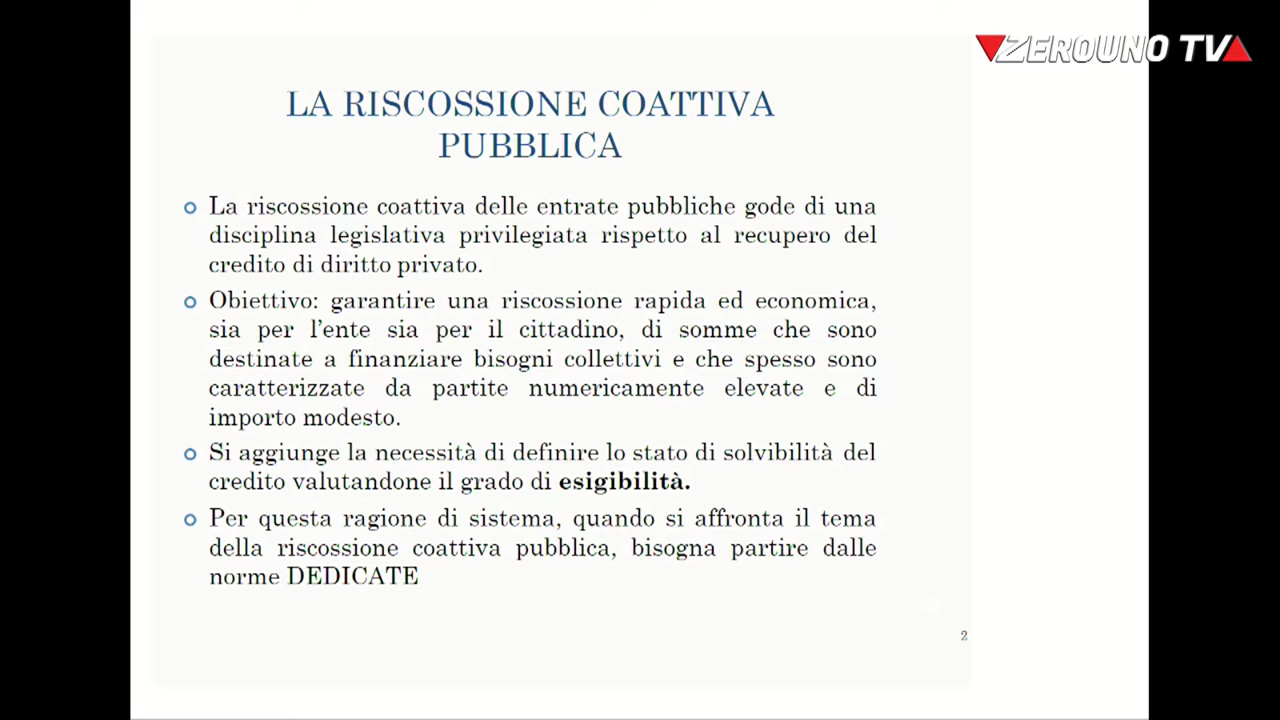 ZEROUNO TV
LA RISCOSSIONE COATTIVA
PUBBLICA
La riscossione coattiva delle entrate pubbliche gode di una
disciplina legislativa privilegiata rispetto al recupero del
credito di diritto privato.
Obiettivo: garantire una riscossione rapida ed economica,
sia per l'ente sia per il cittadino, di somme che sono
destinate a finanziare bisogni collettivi e che spesso sono
caratterizzate da partite numericamente elevate e di
importo modesto.
Si aggiunge la necessità di definire lo stato di solvibilità del
credito valutandone il grado di esigibilità.
Per questa ragione di sistema, quando si affronta il tema
della riscossione coattiva pubblica, bisogna partire dalle
norme DEDICATE
2